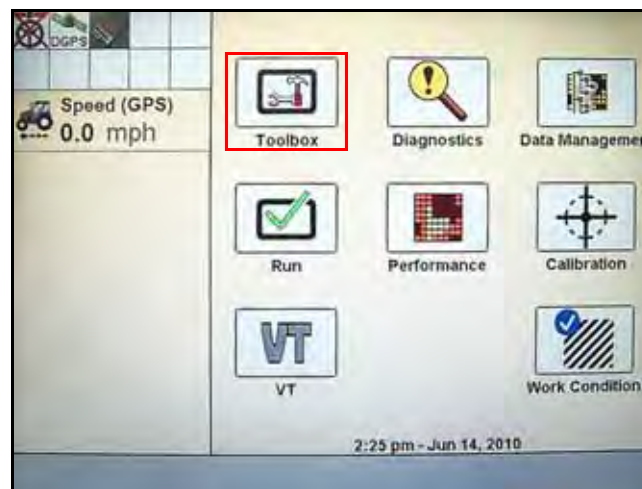 DGPS
Speed (GPS)
0.0 mph
Toolbox
Diagnostics
Data Managemen
Run
Performance
Calibration
VT
VT
Work Condition
2:25 pm - Jun 14, 2010